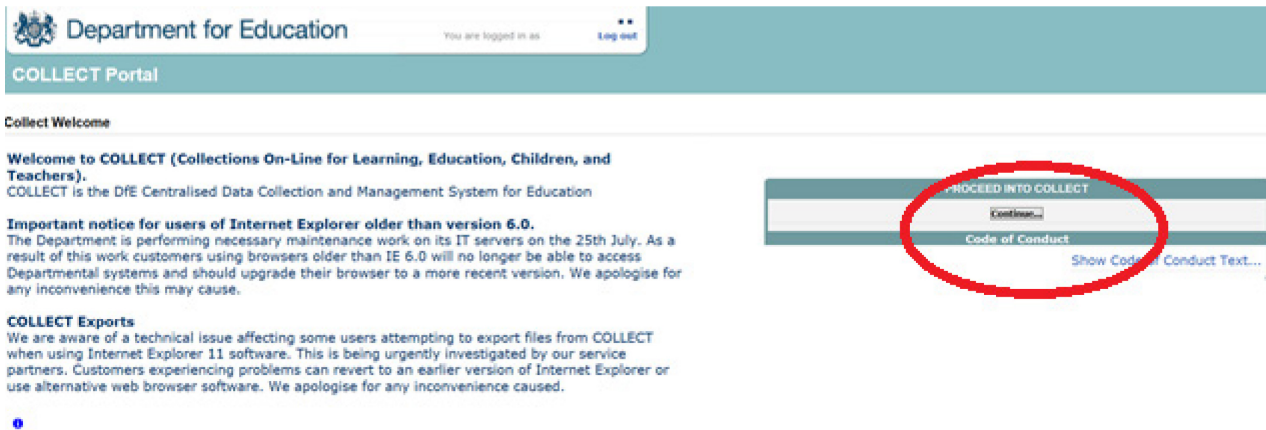 Department for Education
You are logged in as
Log out
COLLECT Portal
Collect Welcome
Welcome to COLLECT (Collections On-Line for Learning, Education, Children, and
Teachers).
COLLECT is the DfE Centralised Data Collection and Management System for Education
Important notice for users of Internet Explorer older than version 6.0.
The Department is performing necessary maintenance work on its IT servers on the 25th July. As a
result of this work customers using browsers older than IE 6.0 will no longer be able to access
Departmental systems and should upgrade their browser to a more recent version. We apologise for
any inconvenience this may cause.
COLLECT Exports
We are aware of a technical issue affecting some users attempting to export files from COLLECT
when using Internet Explorer 11 software. This is being urgently investigated by our service
partners. Customers experiencing problems can revert to an earlier version of Internet Explorer or
use alternative web browser software. We apologise for any inconvenience caused.
PROCEED INTO COLLECT
Continue...
Code of Conduct
Show Code of Conduct Text...